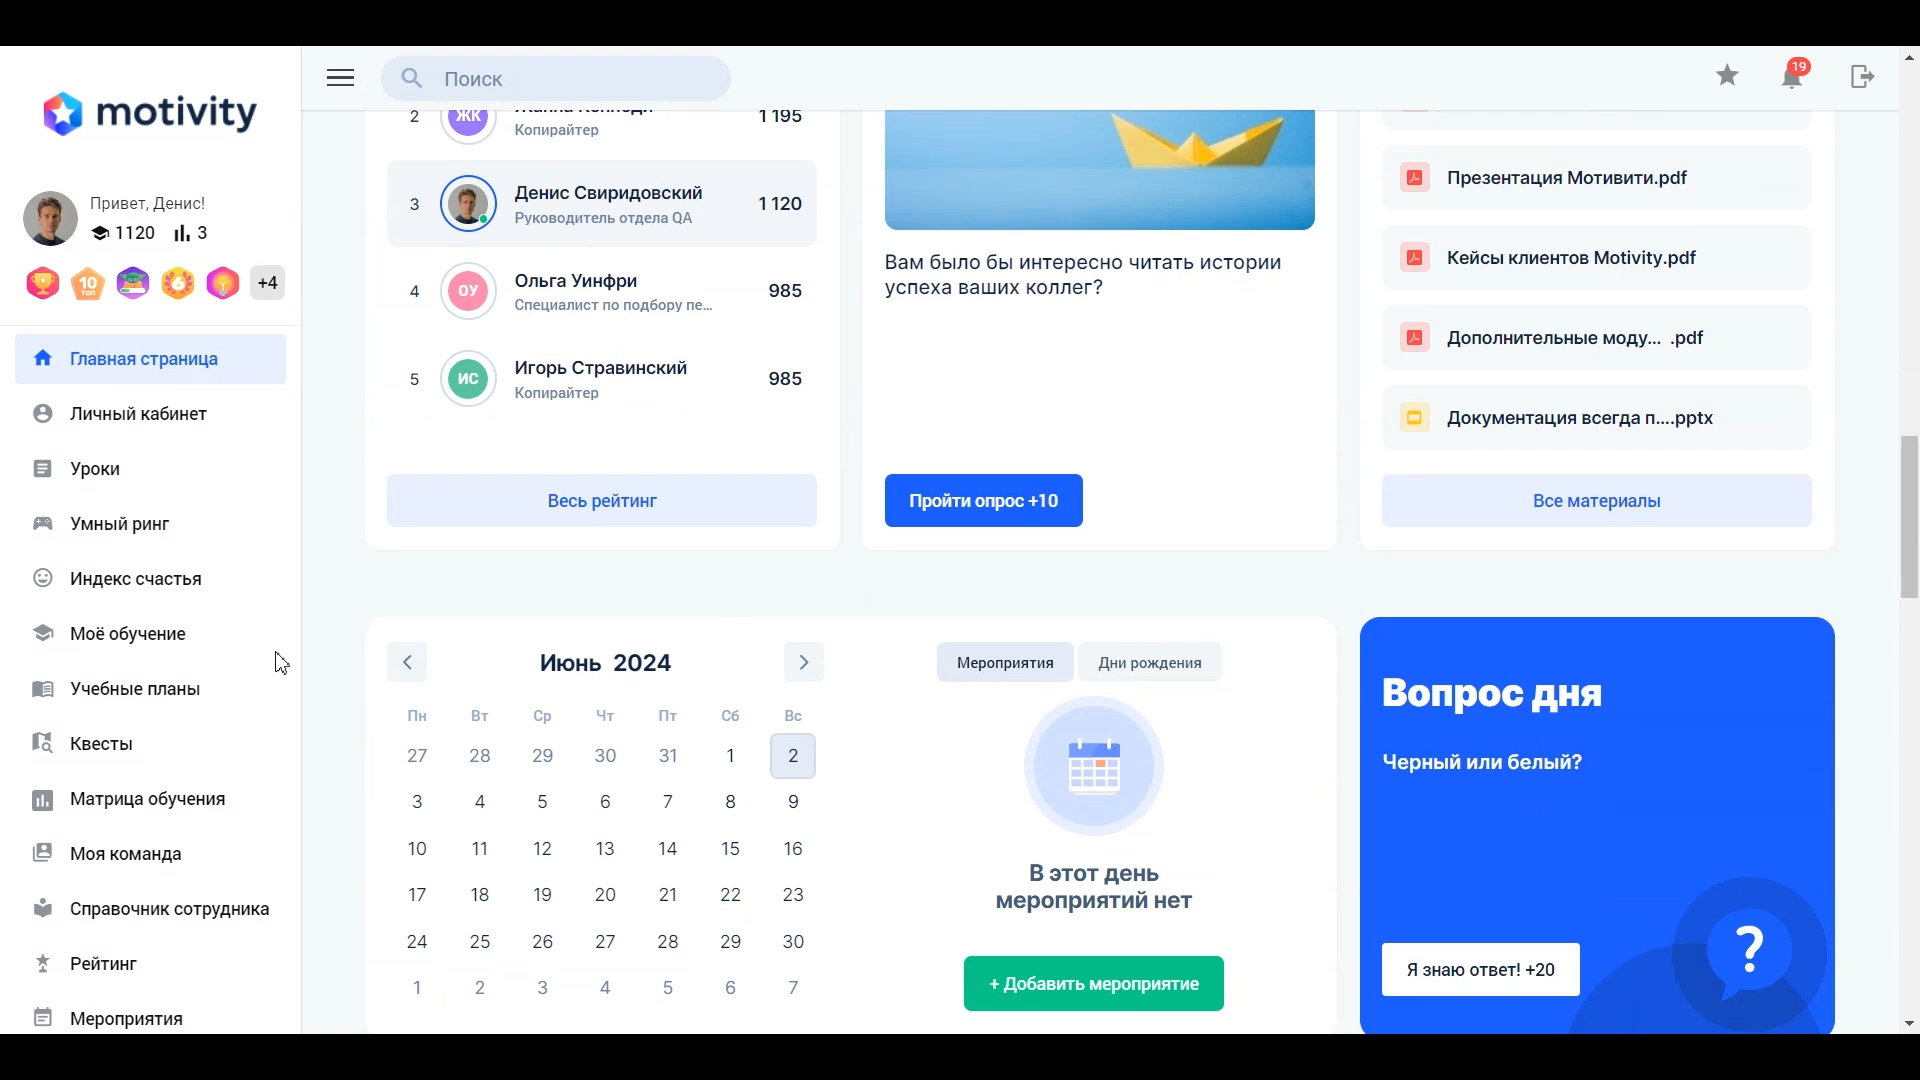 motivity
Привет, Денис!
1120 3
10
ТОП
+4
Главная страница
Личный кабинет
Уроки
Умный ринг
Индекс счастья
Моё обучение
Учебные планы
Квесты
Матрица обучения
Моя команда
Справочник сотрудника
Рейтинг
Мероприятия
Поиск
19
2 ЖК 1 195
Копирайтер
3 Денис Свиридовский 1 120
Руководитель отдела QA
4 ОУ Ольга Уинфри 985
Специалист по подбору пе...
5 ИС Игорь Стравинский 985
Копирайтер
Весь рейтинг
Вам было бы интересно читать истории
успеха ваших коллег?
Пройти опрос +10
Презентация Мотивити.pdf
Кейсы клиентов Motivity.pdf
Дополнительные моду... .pdf
Документация всегда п....pptx
Все материалы
Июнь 2024
Пн Вт Ср Чт Пт Сб Вс
27 28 29 30 31 1 2
3 4 5 6 7 8 9
10 11 12 13 14 15 16
17 18 19 20 21 22 23
24 25 26 27 28 29 30
1 2 3 4 5 6 7
Мероприятия Дни рождения
В этот день
мероприятий нет
+ Добавить мероприятие
Вопрос дня
Черный или белый?
Я знаю ответ! +20
?